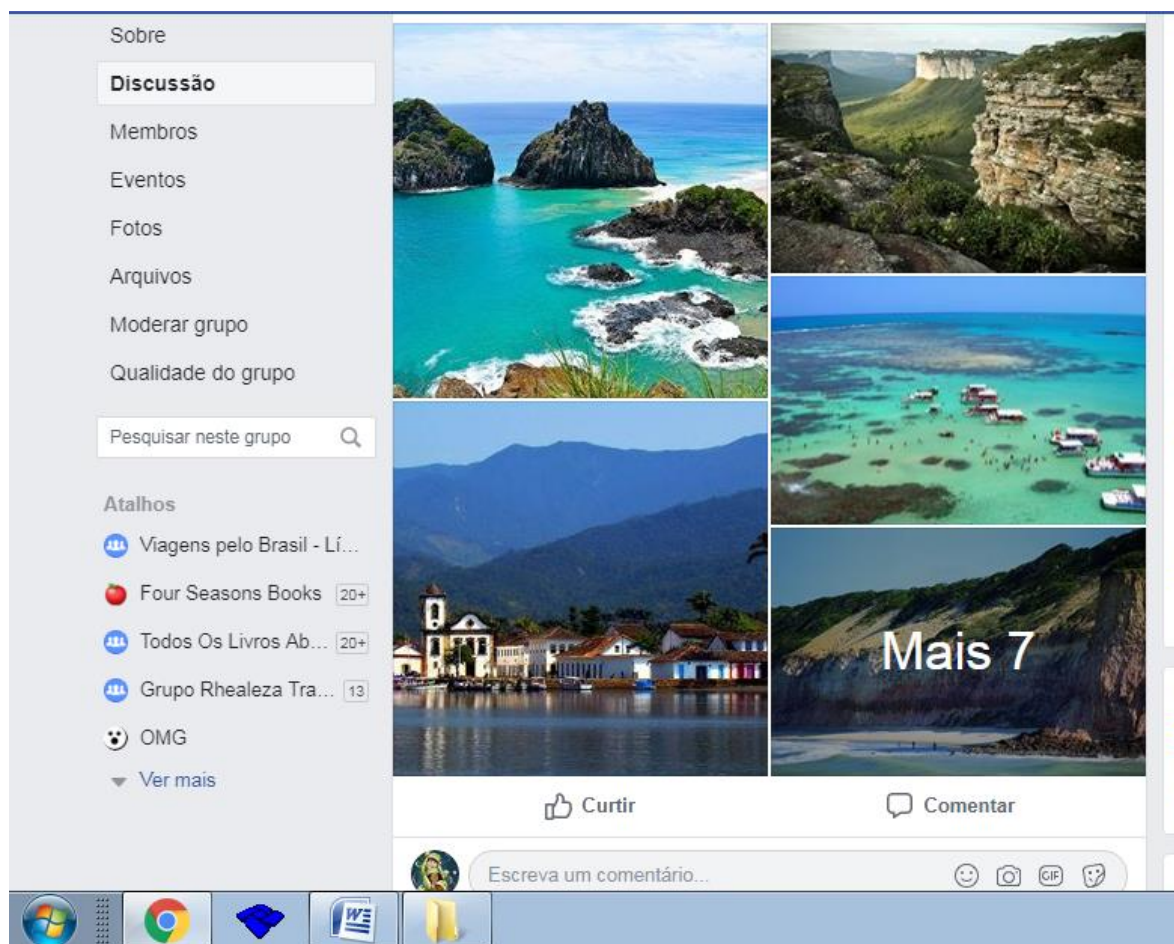 Sobre
Discussão
Membros
Eventos
Fotos
Arquivos
Moderar grupo
Qualidade do grupo
Pesquisar neste grupo
Atalhos
Viagens pelo Brasil - Lí...
Four Seasons Books 20+
Todos Os Livros Ab... 20+
Grupo Rhealeza Tra... 13
OMG
Ver mais
Mais 7
Curtir
Comentar
Escreva um comentário...
GIF
W